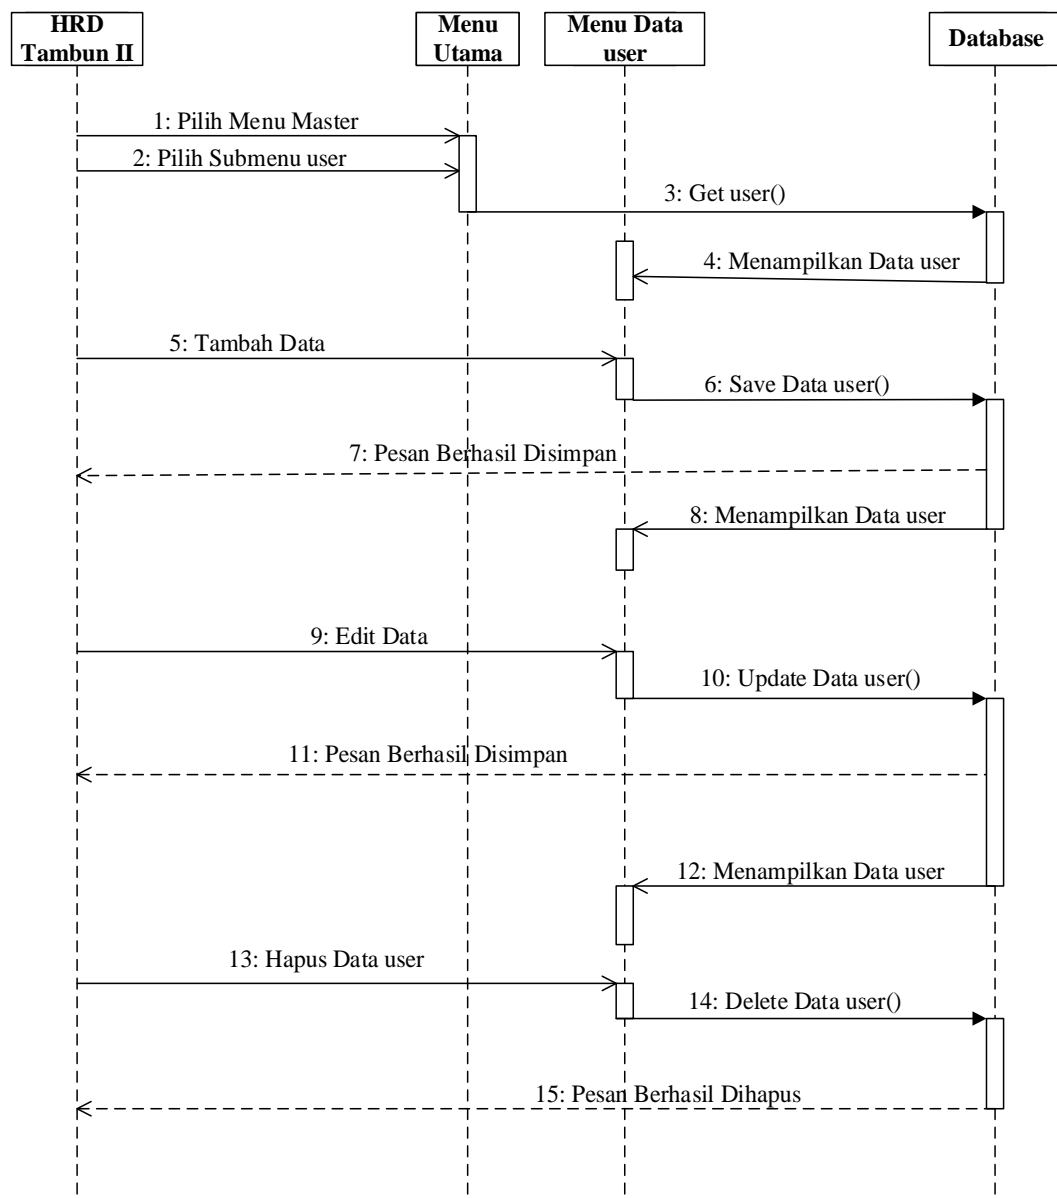 HRD
Tambun II
Menu
Utama
Menu Data
user
Database
1: Pilih Menu Master
2: Pilih Submenu user
3: Get user()
4: Menampilkan Data user
5: Tambah Data
6: Save Data user()
7: Pesan Berhasil Disimpan
8: Menampilkan Data user
9: Edit Data
10: Update Data user()
11: Pesan Berhasil Disimpan
12: Menampilkan Data user
13: Hapus Data user
14: Delete Data user()
15: Pesan Berhasil Dihapus